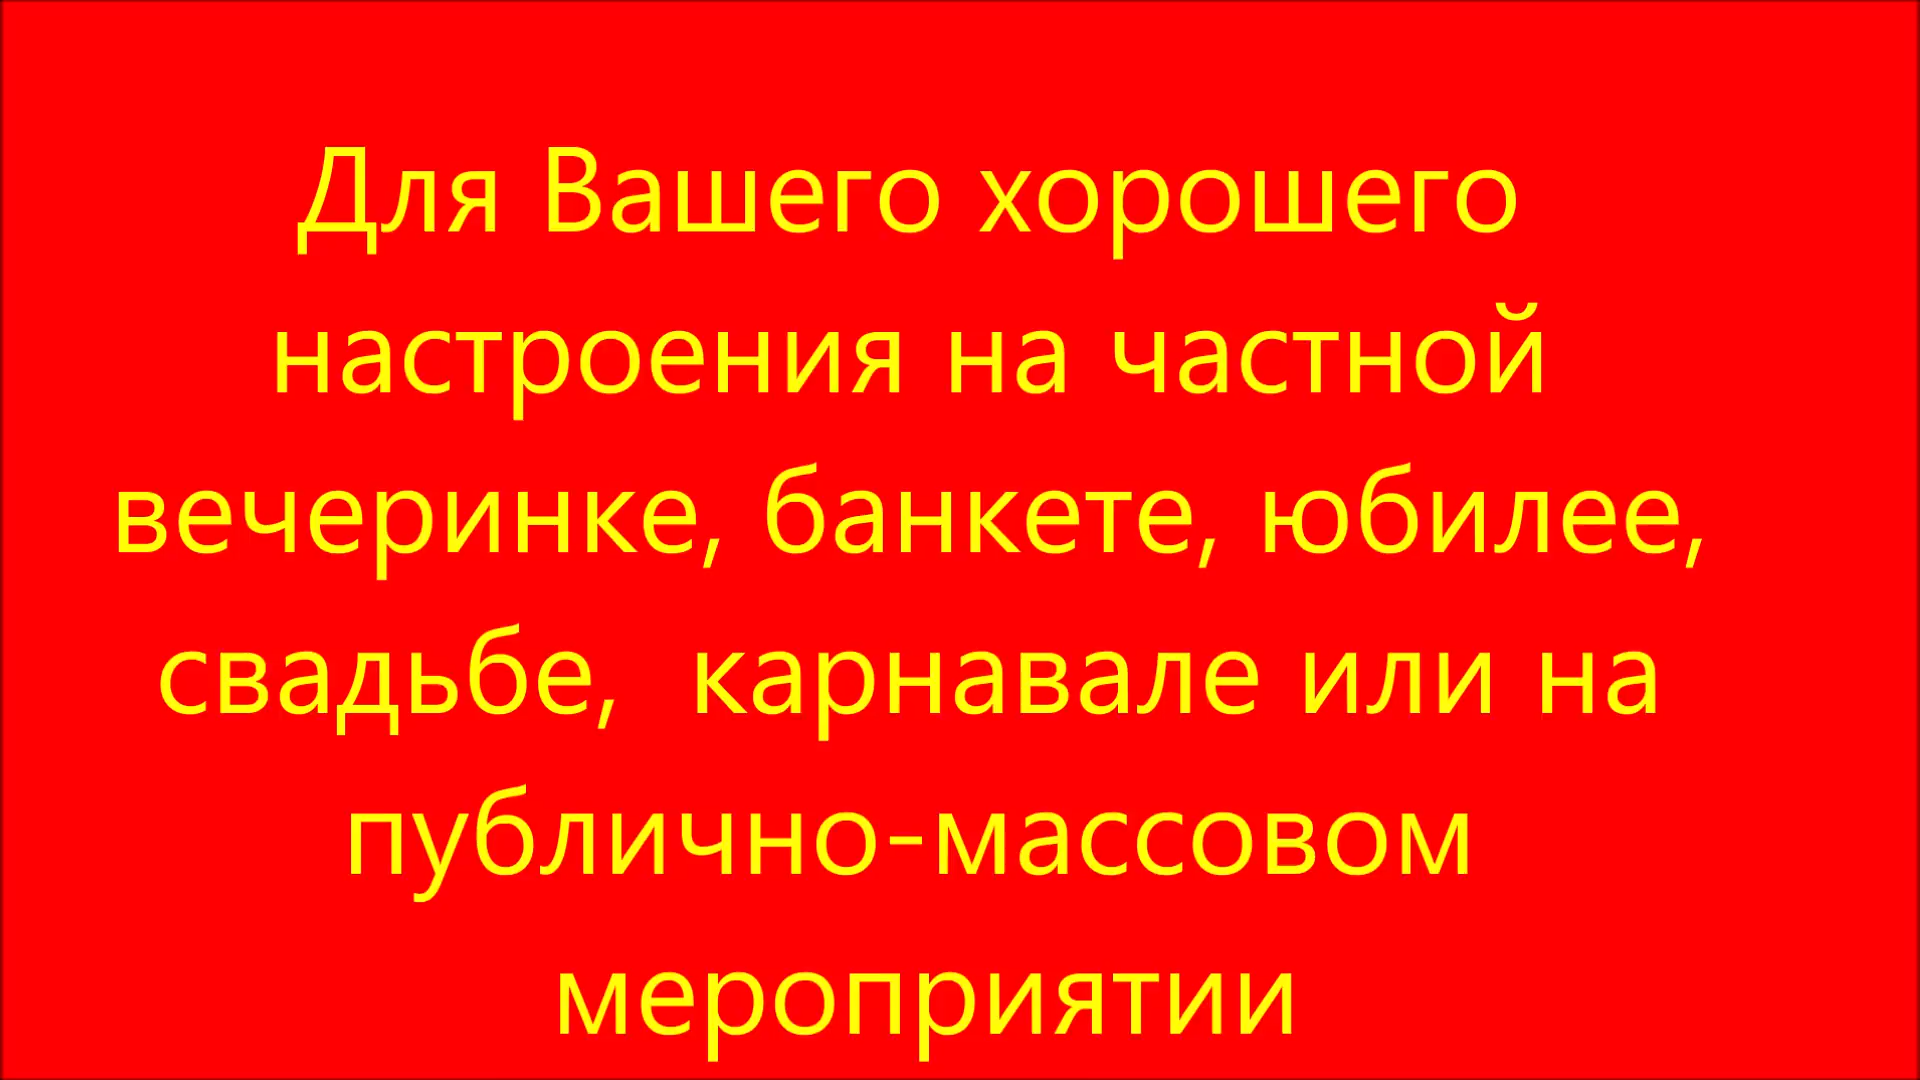 Для Вашего хорошего
настроения на частной
вечеринке, банкете, юбилее,
свадьбе,  карнавале или на
публично-массовом
мероприятии